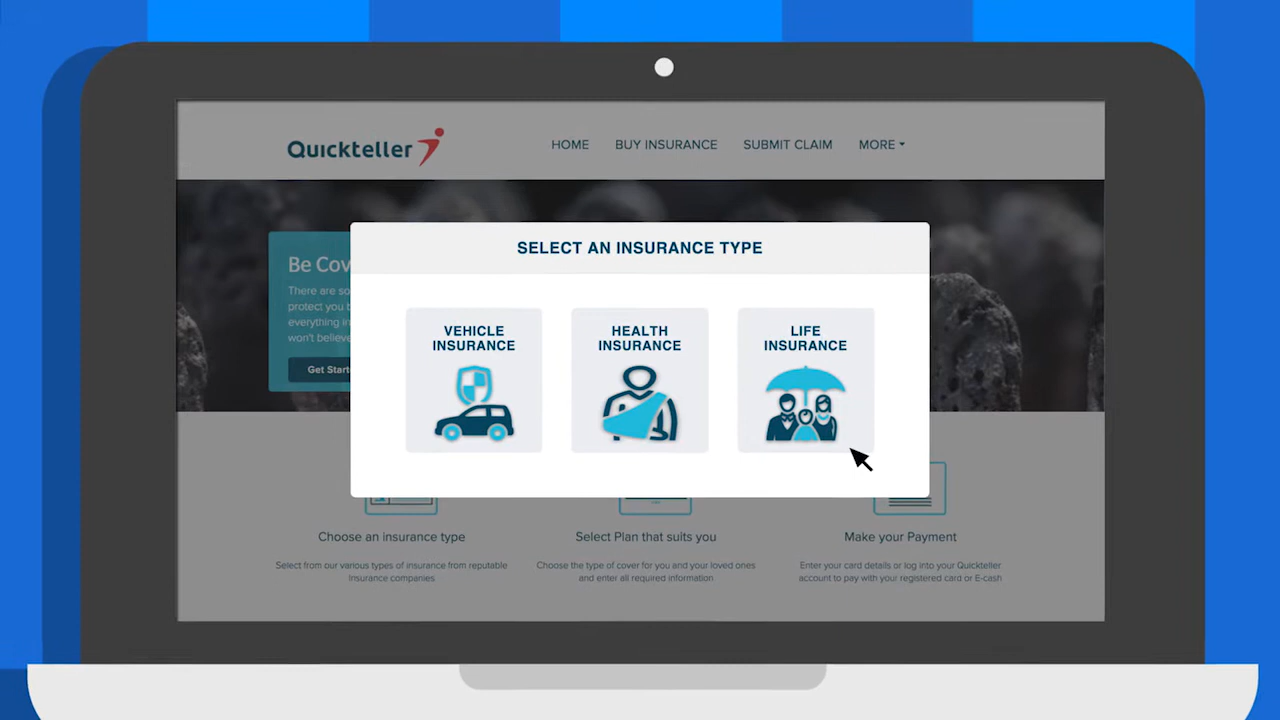 Quickteller
HOME BUY INSURANCE SUBMIT CLAIM MORE
SELECT AN INSURANCE TYPE
Be Cov
There are so
protect you b
everything in
won't believe
Get Start
VEHICLE
INSURANCE
HEALTH
INSURANCE
LIFE
INSURANCE
Choose an insurance type
Select from our various types of insurance from reputable
Insurance companies
Select Plan that suits you
Choose the type of cover for you and your loved ones
and enter all required information
Make your Payment
Enter your card details or log into your Quickteller
account to pay with your registered card or E-cash